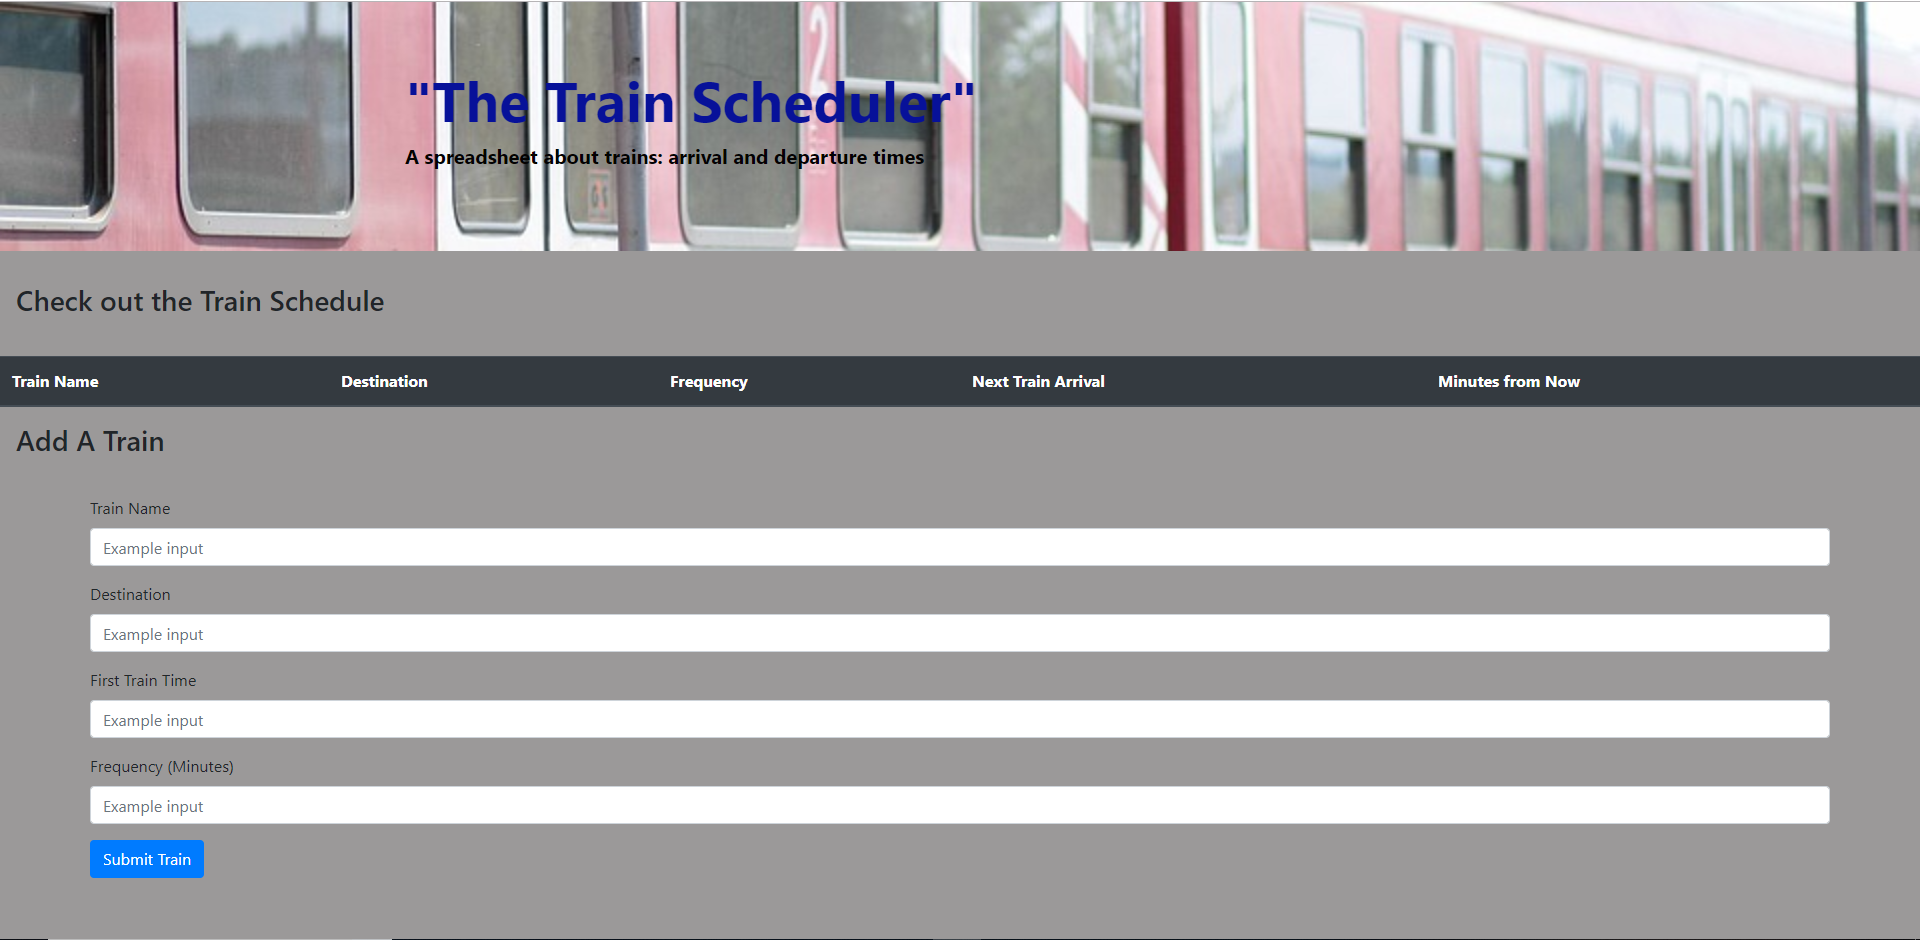 "The Train Scheduler"
A spreadsheet about trains: arrival and departure times
2
Check out the Train Schedule
Train Name Destination Frequency Next Train Arrival Minutes from Now
Add A Train
Train Name
Example input
Destination
Example input
First Train Time
Example input
Frequency (Minutes)
Example input
Submit Train